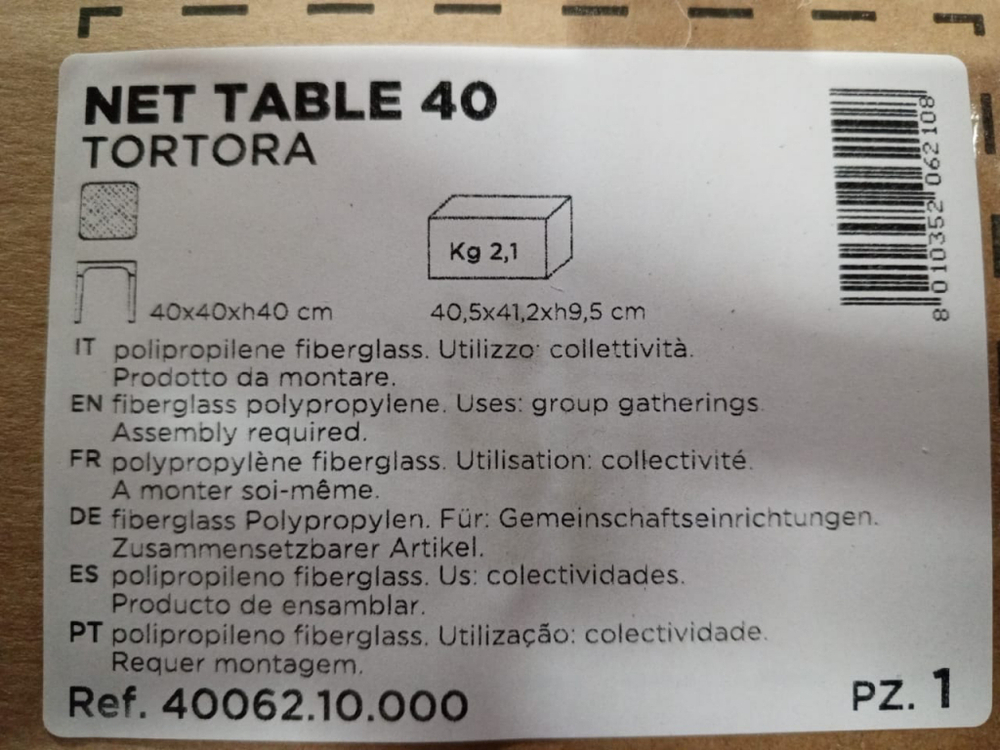 NET TABLE 40
TORTORA
Kg 2,1
40x40xh40 cm
40,5x41,2xh9,5 cm
8 010352 062108
IT polipropilene fiberglass. Utilizzo: collettività.
Prodotto da montare.
EN fiberglass polypropylene. Uses: group gatherings.
Assembly required.
FR polypropylène fiberglass. Utilisation: collectivité.
A monter soi-même.
DE fiberglass Polypropylen. Für: Gemeinschaftseinrichtungen.
Zusammensetzbarer Artikel.
ES polipropileno fiberglass. Us: colectividades.
Producto de ensamblar.
PT polipropileno fiberglass. Utilização: colectividade.
Requer montagem.
Ref. 40062.10.000
PZ. 1